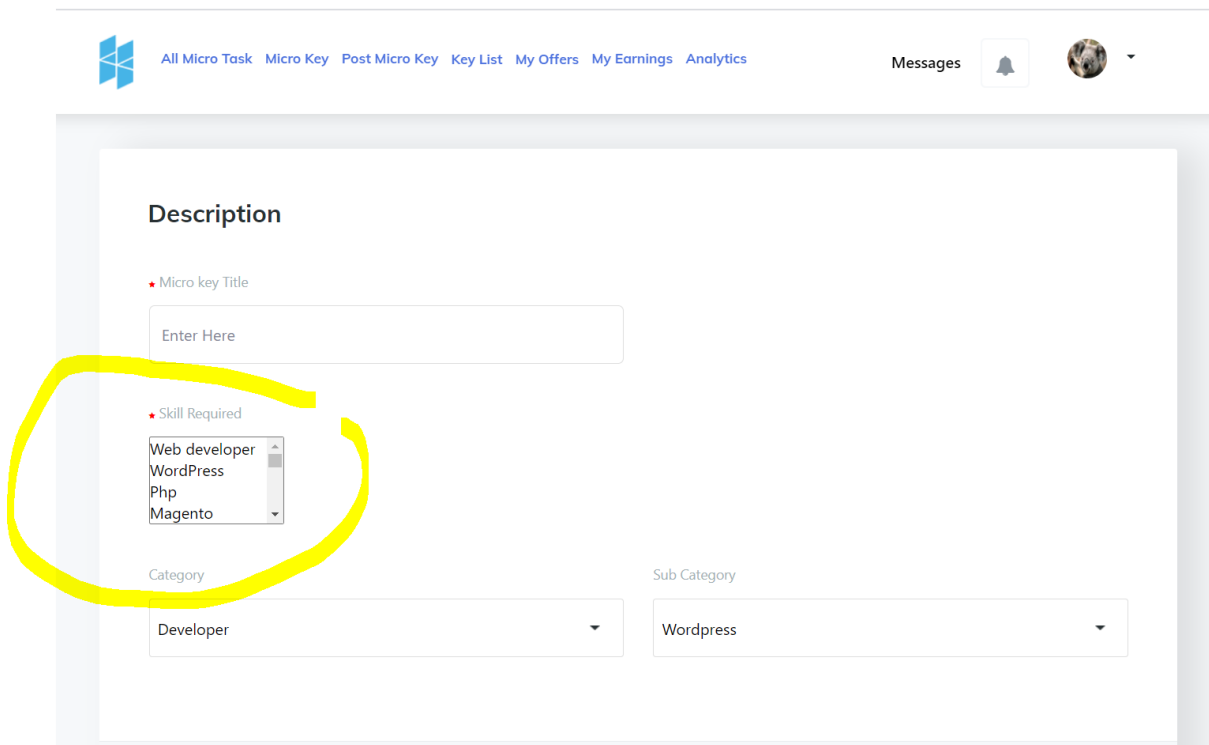 All Micro Task Micro Key Post Micro Key Key List My Offers My Earnings Analytics Messages
Description
Micro key Title
Enter Here
Skill Required
Web developer
WordPress
Php
Magento
Category Sub Category
Developer Wordpress